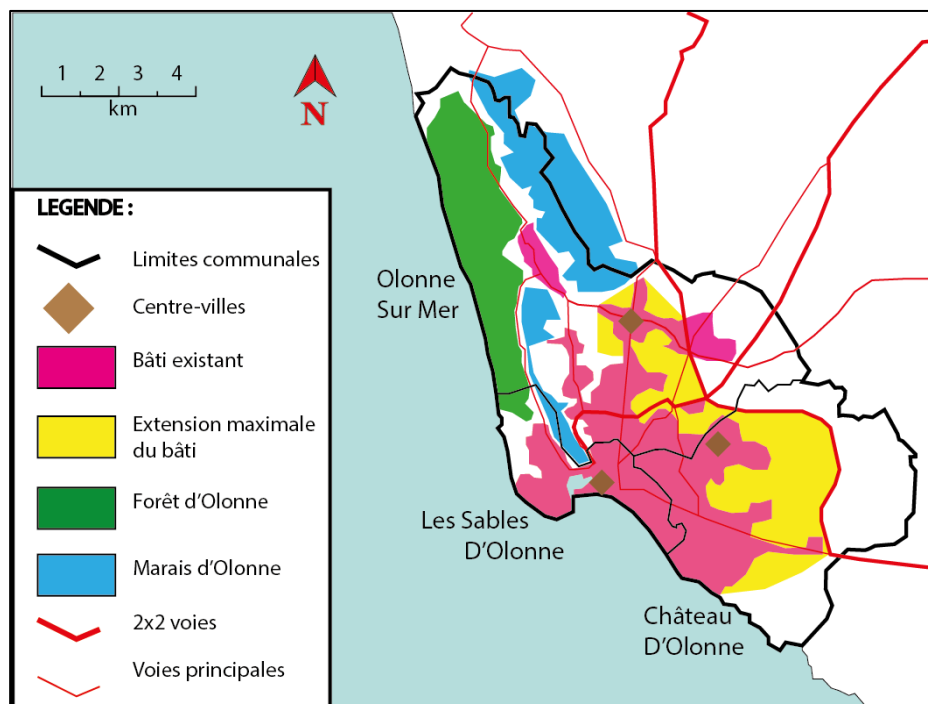 1 2 3 4
km
N
LEGENDE :
Limites communales
Centre-villes
Bâti existant
Extension maximale
du bâti
Forêt d'Olonne
Marais d'Olonne
2x2 voies
Voies principales
Olonne
Sur Mer
Les Sables
D'Olonne
Château
D'Olonne